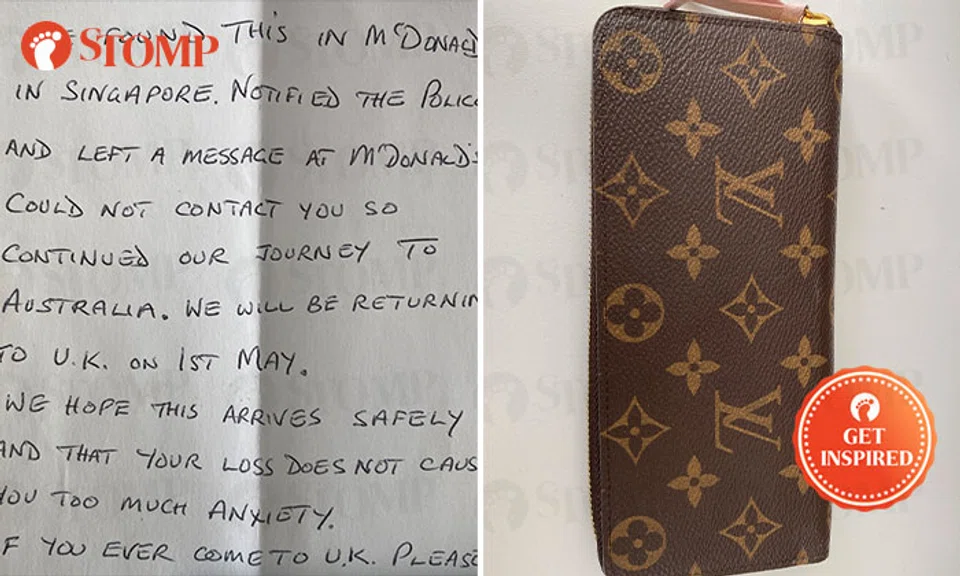 STOMP
FOUND THIS IN McDONALD
IN SINGAPORE. NOTIFIED THE POLIC
AND LEFT A MESSAGE AT McDONALD'S
COULD NOT CONTACT YOU SO
CONTINUED OUR JOURNEY TO
AUSTRALIA. WE WILL BE RETURNIN
TO U.K. ON 1ST MAY.
WE HOPE THIS ARRIVES SAFELY
AND THAT YOUR LOSS DOES NOT CAUS
YOU TOO MUCH ANXIETY.
IF YOU EVER COME TO U.K. PLEASE
LV
LV
GET
INSPIRED